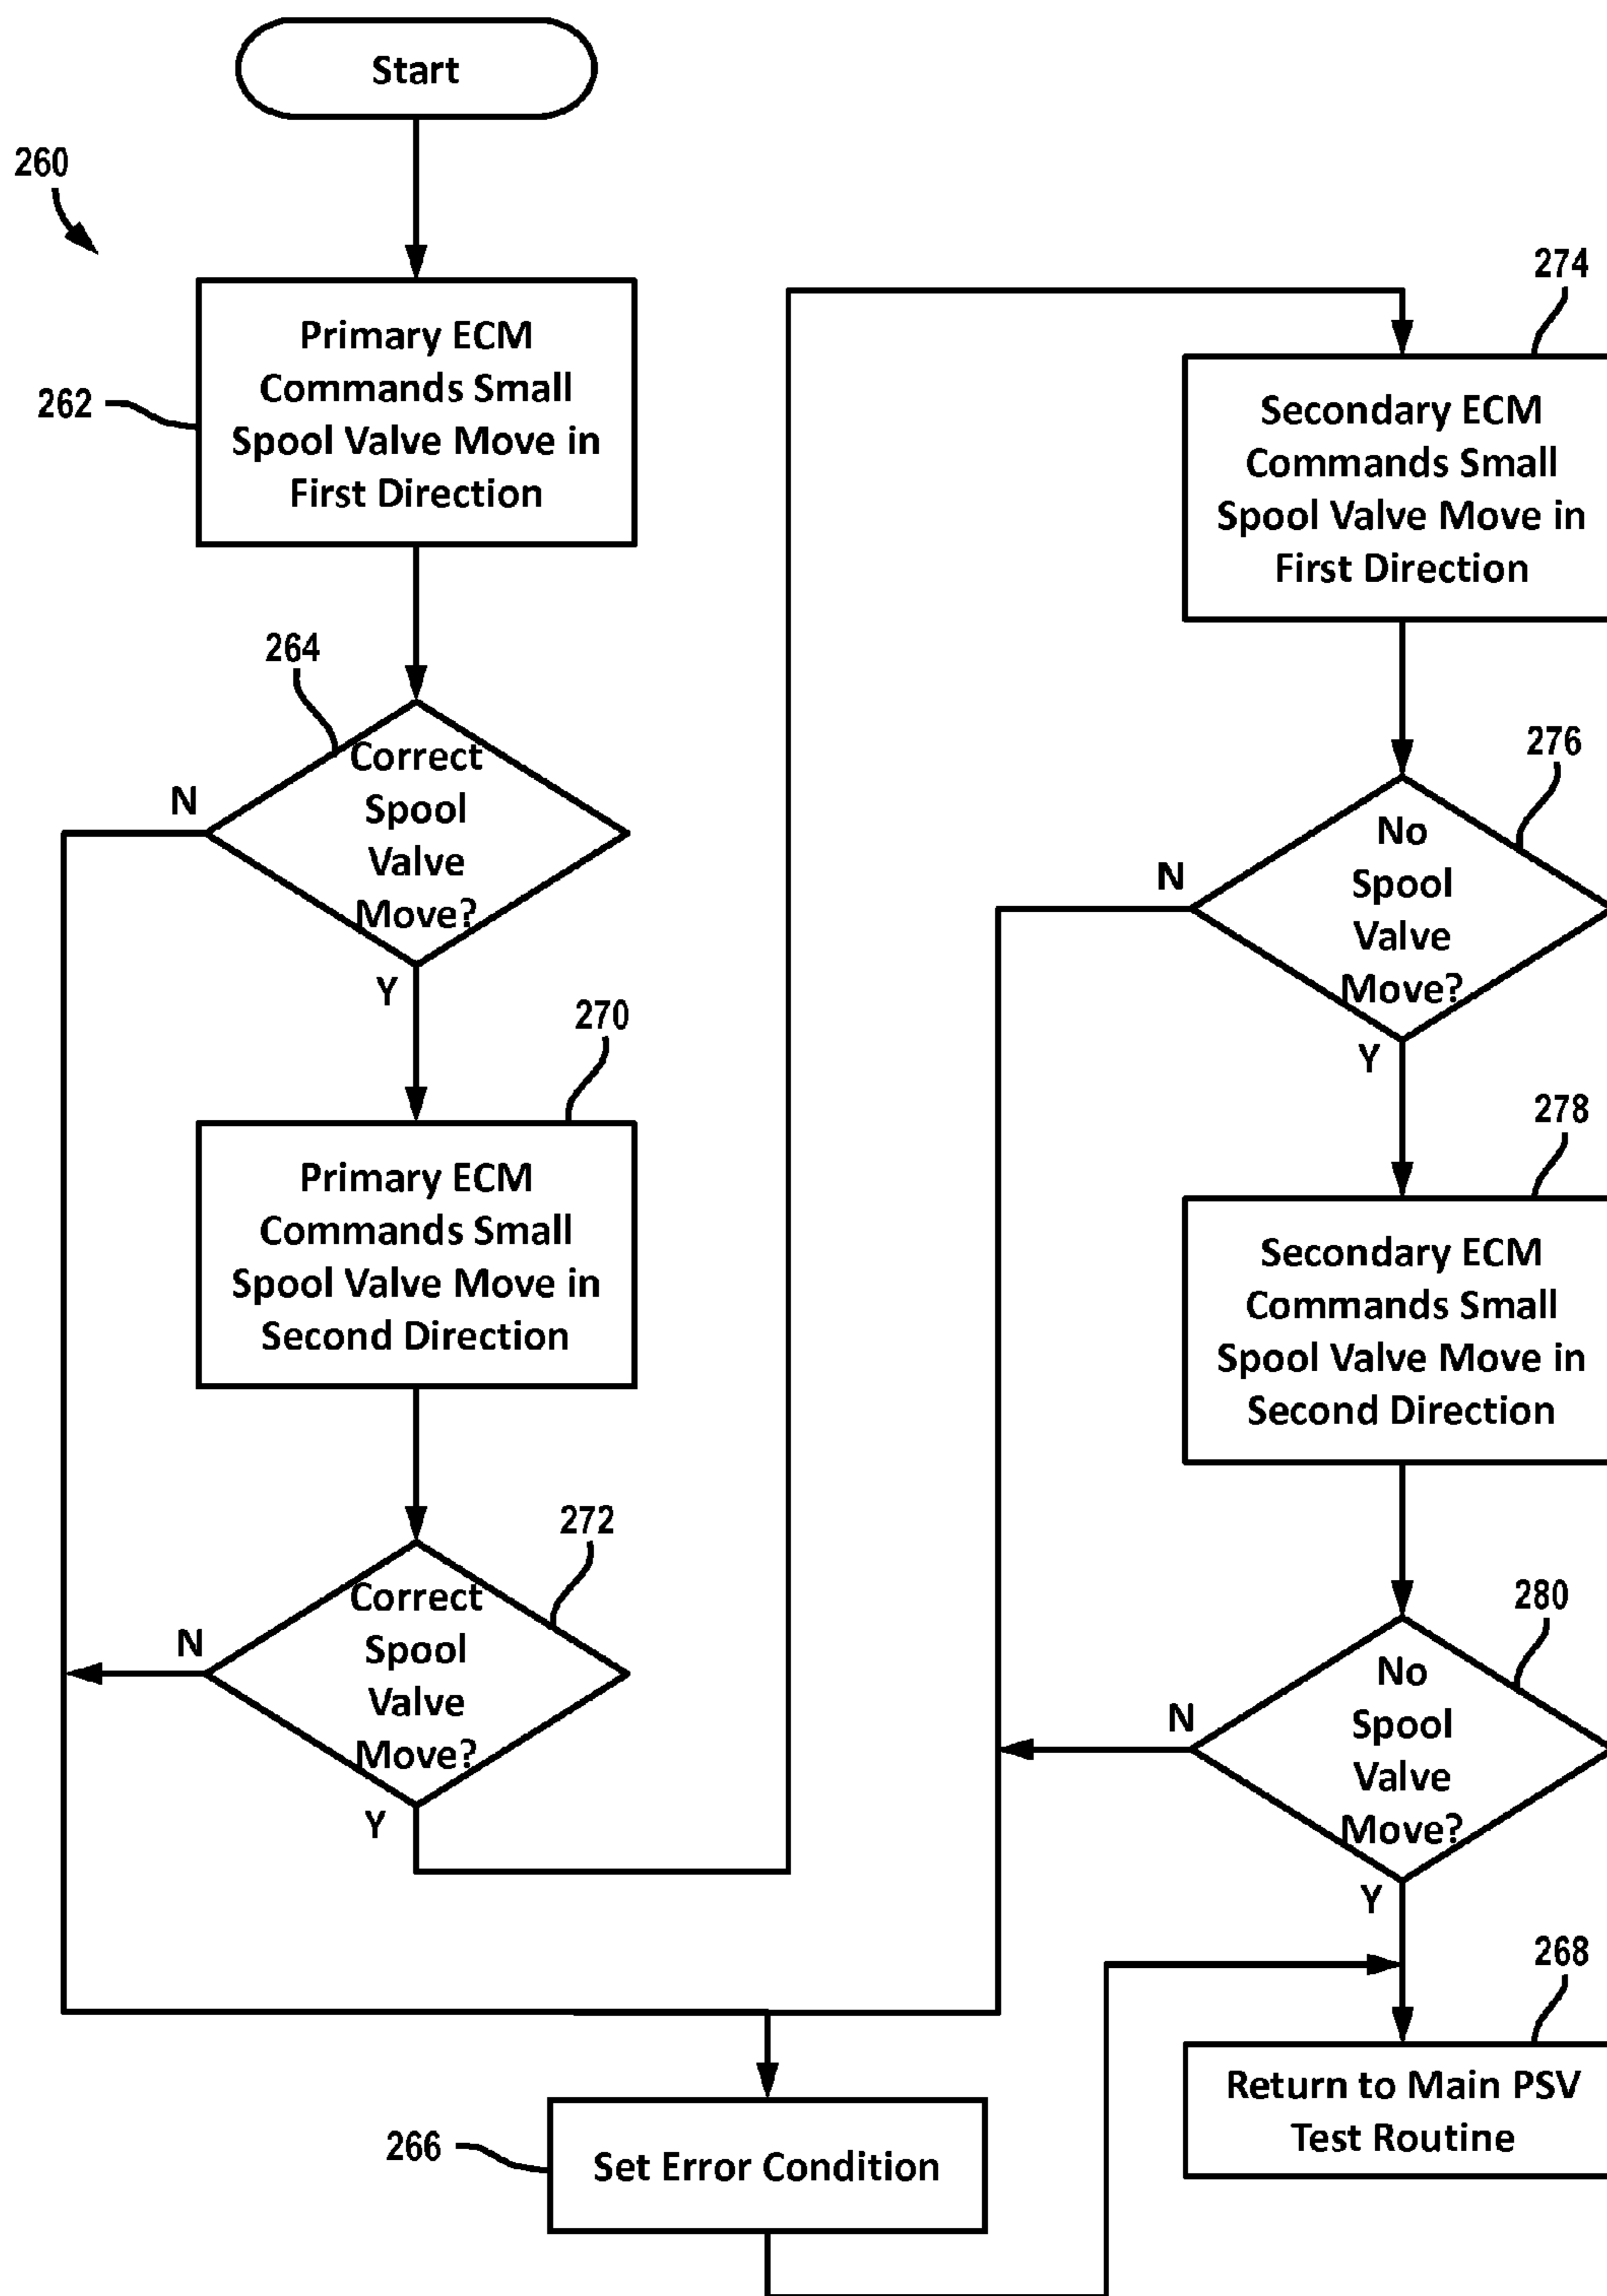 Start
260
Primary ECM
Commands Small
Spool Valve Move in
First Direction
262
264
Correct
Spool
Valve
Move?
N
Y
270
Primary ECM
Commands Small
Spool Valve Move in
Second Direction
272
Correct
Spool
Valve
Move?
N
Y
274
Secondary ECM
Commands Small
Spool Valve Move in
First Direction
276
No
Spool
Valve
Move?
N
Y
278
Secondary ECM
Commands Small
Spool Valve Move in
Second Direction
280
No
Spool
Valve
Move?
N
Y
268
Return to Main PSV
Test Routine
266
Set Error Condition